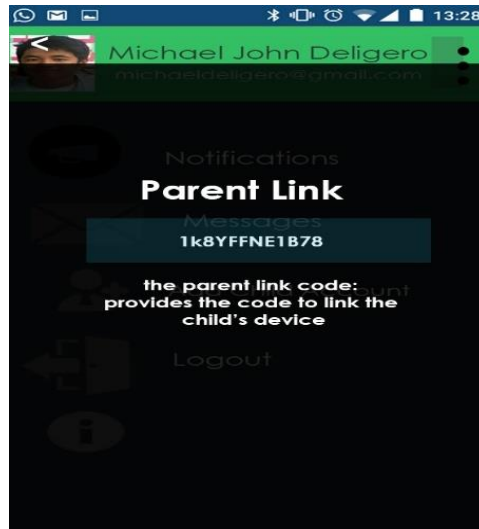 13:28
<
Michael John Deligero
michaeldeligero@gmail.com
Notifications
Parent Link
Messages
1k8YFFNE1B78
the parent link code:
provides the code to link the
child's device
Logout